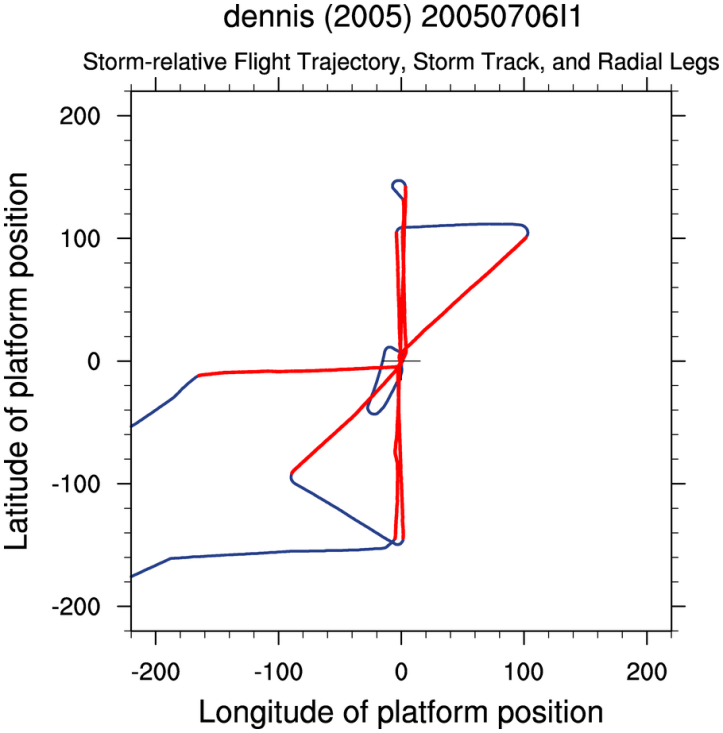 dennis (2005) 20050706I1
Storm-relative Flight Trajectory, Storm Track, and Radial Legs
200
100
0
-100
-200
Latitude of platform position
-200 -100 0 100 200
Longitude of platform position